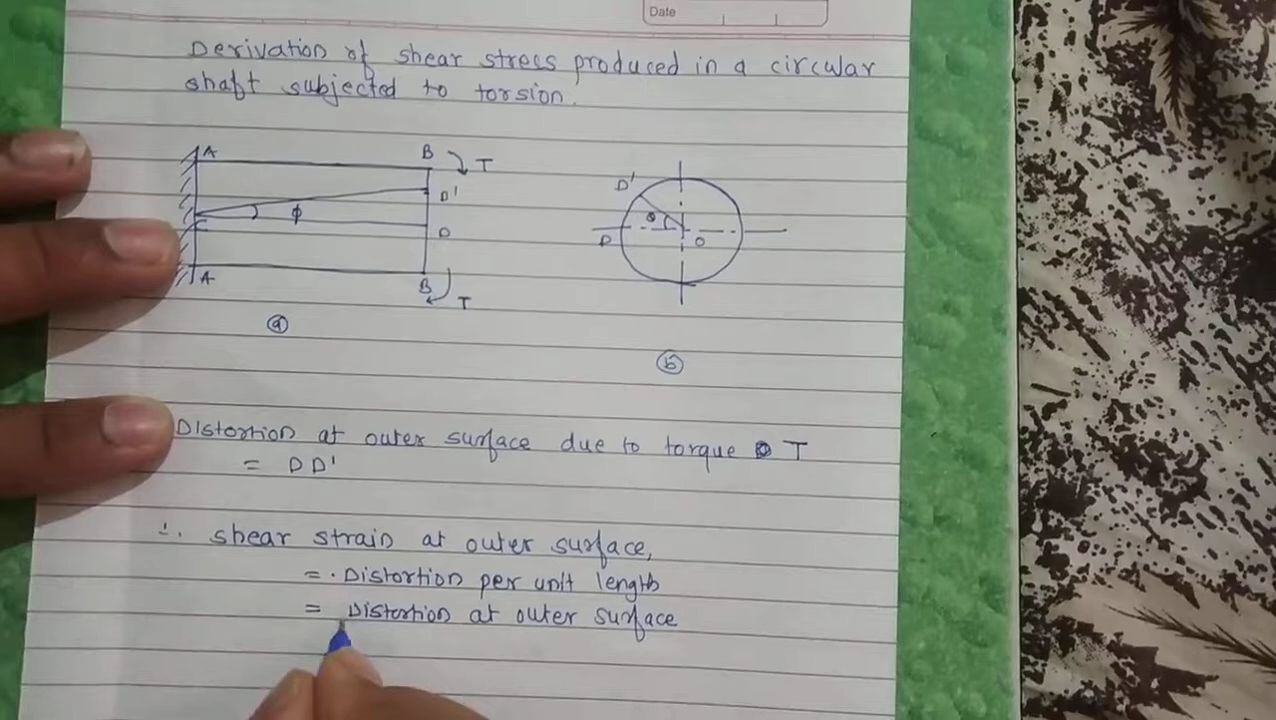 Date
Derivation of shear stress produced in a circular
shaft subjected to torsion.
A
B
T
D'
φ
D
A
B
T
ⓐ
D'
θ
D
O
ⓑ
Distortion at outer surface due to torque T
= DD'
∴ shear strain at outer surface,
= Distortion per unit length
= Distortion at outer surface